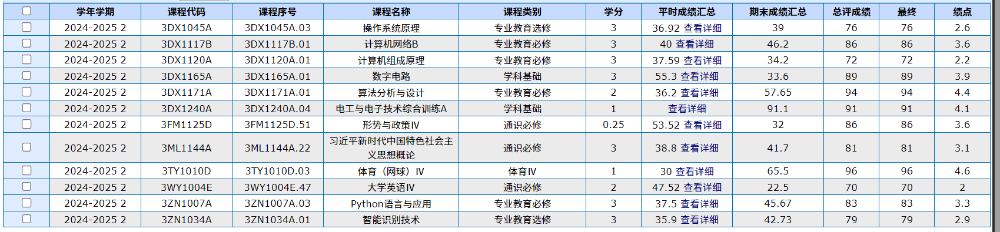 学年学期 课程代码 课程序号 课程名称 课程类别 学分 平时成绩汇总 期末成绩汇总 总评成绩 最终 绩点
2024-2025 2 3DX1045A 3DX1045A.03 操作系统原理 专业教育选修 3 36.92 查看详细 39 76 76 2.6
2024-2025 2 3DX1117B 3DX1117B.01 计算机网络B 专业教育必修 3 40 查看详细 46.2 86 86 3.6
2024-2025 2 3DX1120A 3DX1120A.01 计算机组成原理 专业教育必修 3 37.59 查看详细 34.2 72 72 2.2
2024-2025 2 3DX1165A 3DX1165A.01 数字电路 学科基础 3 55.3 查看详细 33.6 89 89 3.9
2024-2025 2 3DX1171A 3DX1171A.01 算法分析与设计 专业教育必修 2 36.2 查看详细 57.65 94 94 4.4
2024-2025 2 3DX1240A 3DX1240A.04 电工与电子技术综合训练A 学科基础 1 查看详细 91.1 91 91 4.1
2024-2025 2 3FM1125D 3FM1125D.51 形势与政策Ⅳ 通识必修 0.25 53.52 查看详细 32 86 86 3.6
2024-2025 2 3ML1144A 3ML1144A.22 习近平新时代中国特色社会主
义思想概论 通识必修 3 38.8 查看详细 41.7 81 81 3.1
2024-2025 2 3TY1010D 3TY1010D.03 体育（网球）Ⅳ 体育Ⅳ 1 30 查看详细 65.5 96 96 4.6
2024-2025 2 3WY1004E 3WY1004E.47 大学英语Ⅳ 通识必修 2 47.52 查看详细 22.5 70 70 2
2024-2025 2 3ZN1007A 3ZN1007A.03 Python语言与应用 专业教育必修 3 37.5 查看详细 45.67 83 83 3.3
2024-2025 2 3ZN1034A 3ZN1034A.01 智能识别技术 专业教育必修 3 35.9 查看详细 42.73 79 79 2.9